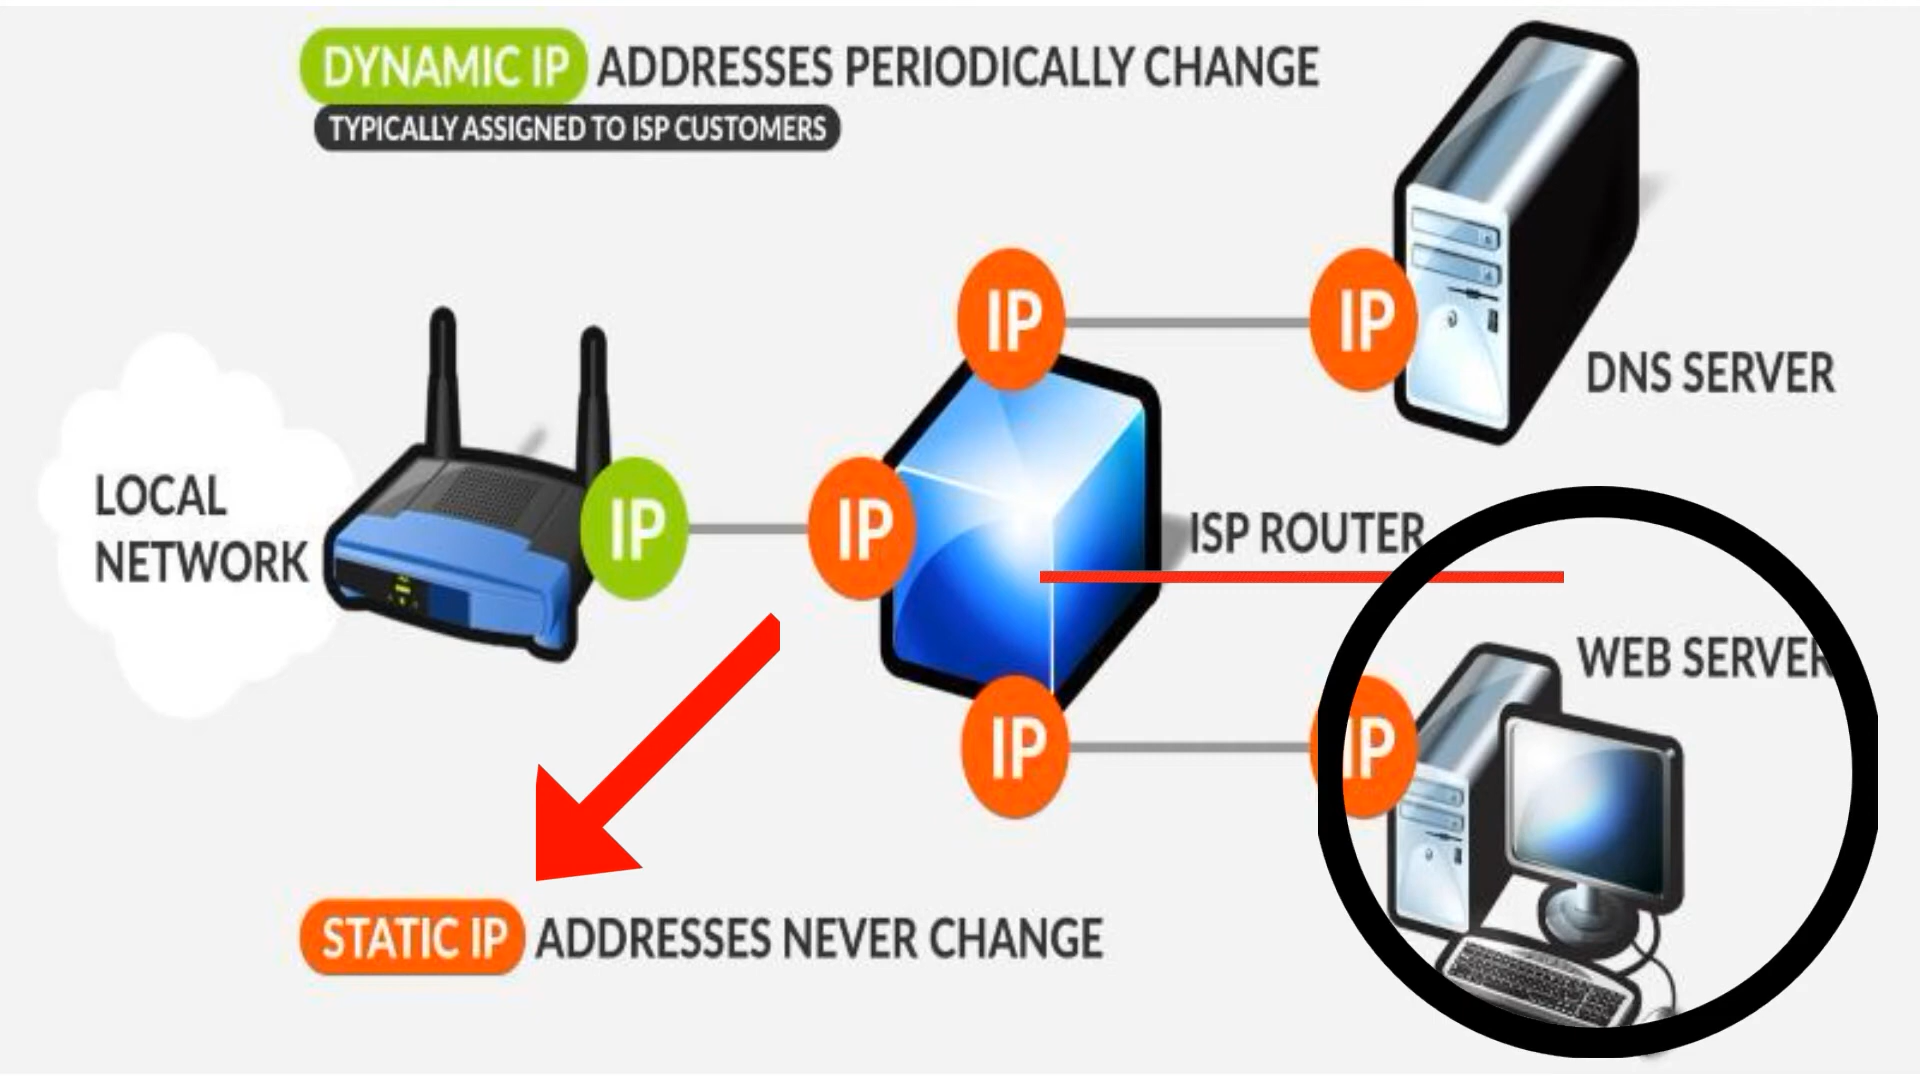 DYNAMIC IP ADDRESSES PERIODICALLY CHANGE
TYPICALLY ASSIGNED TO ISP CUSTOMERS
IP
IP
DNS SERVER
LOCAL
NETWORK
IP
IP
ISP ROUTER
WEB SERVER
IP
IP
STATIC IP ADDRESSES NEVER CHANGE